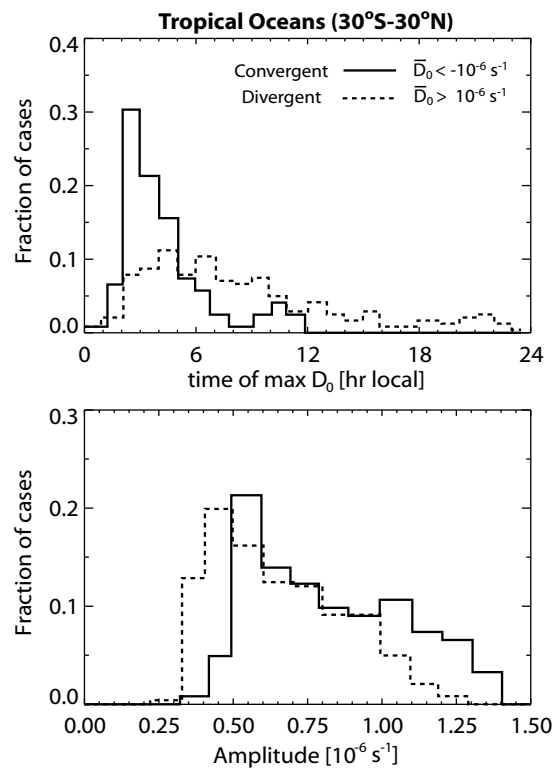 Tropical Oceans (30°S-30°N)
0.4
0.3
0.2
0.1
0.0
Fraction of cases
Convergent D̅₀ < -10⁻⁶ s⁻¹
Divergent D̅₀ > 10⁻⁶ s⁻¹
0 6 12 18 24
time of max D₀ [hr local]
0.3
0.2
0.1
0.0
Fraction of cases
0.00 0.25 0.50 0.75 1.00 1.25 1.50
Amplitude [10⁻⁶ s⁻¹]